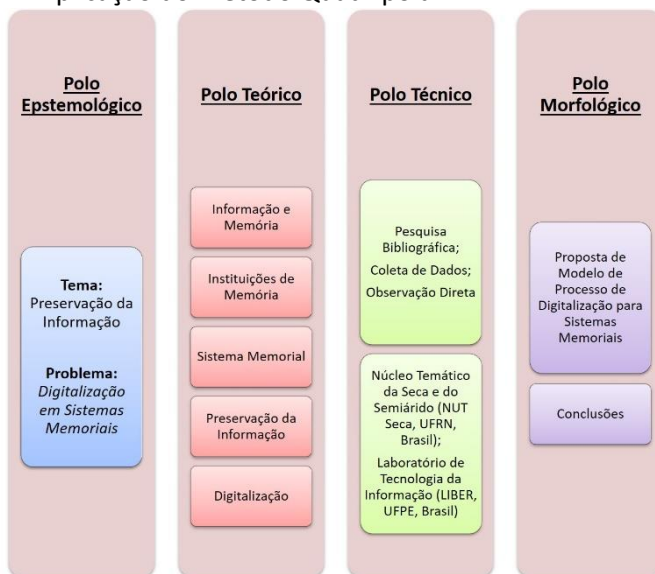 Polo
Epstemológico
Tema:
Preservação da
Informação
Problema:
Digitalização
em Sistemas
Memoriais
Polo Teórico
Informação e
Memória
Instituições de
Memória
Sistema Memorial
Preservação da
Informação
Digitalização
Polo Técnico
Pesquisa
Bibliográfica;
Coleta de Dados;
Observação Direta
Núcleo Temático
da Seca e do
Semiárido (NUT
Seca, UFRN,
Brasil);
Laboratório de
Tecnologia da
Informação (LIBER,
UFPE, Brasil)
Polo
Morfológico
Proposta de
Modelo de
Processo de
Digitalização para
Sistemas
Memoriais
Conclusões